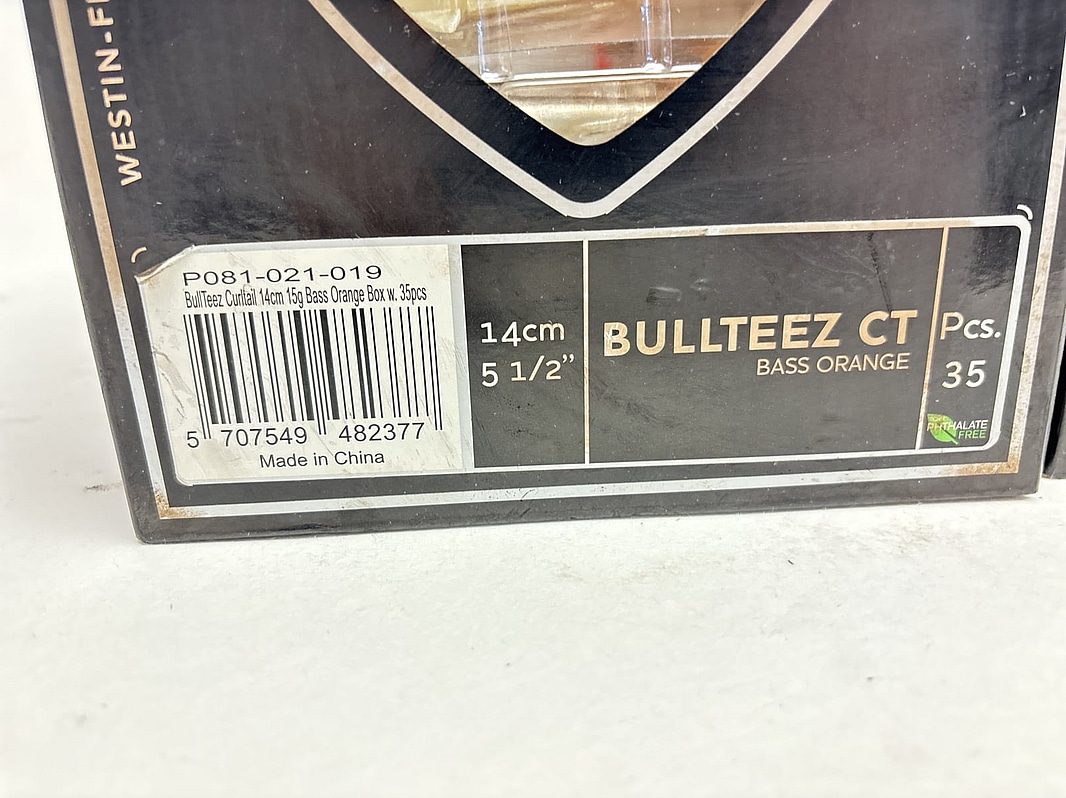 WESTIN-F
P081-021-019
BullTeez Curltail 14cm 15g Bass Orange Box w. 35pcs
5 707549 482377
Made in China
14cm
5 1/2”
BULLTEEZ CT
BASS ORANGE
Pcs.
35
PHTHALATE
FREE